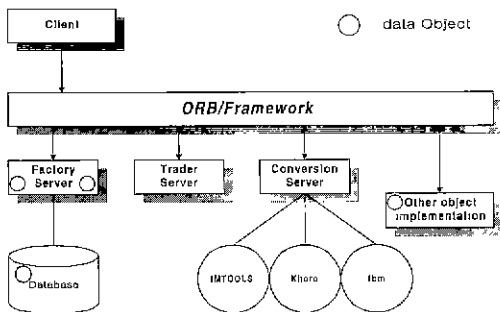 Client
data Object
ORB/Framework
Factory
Server
Trader
Server
Conversion
Server
Other object
implementation
Database
IMTOOLS
Khoro
fbm